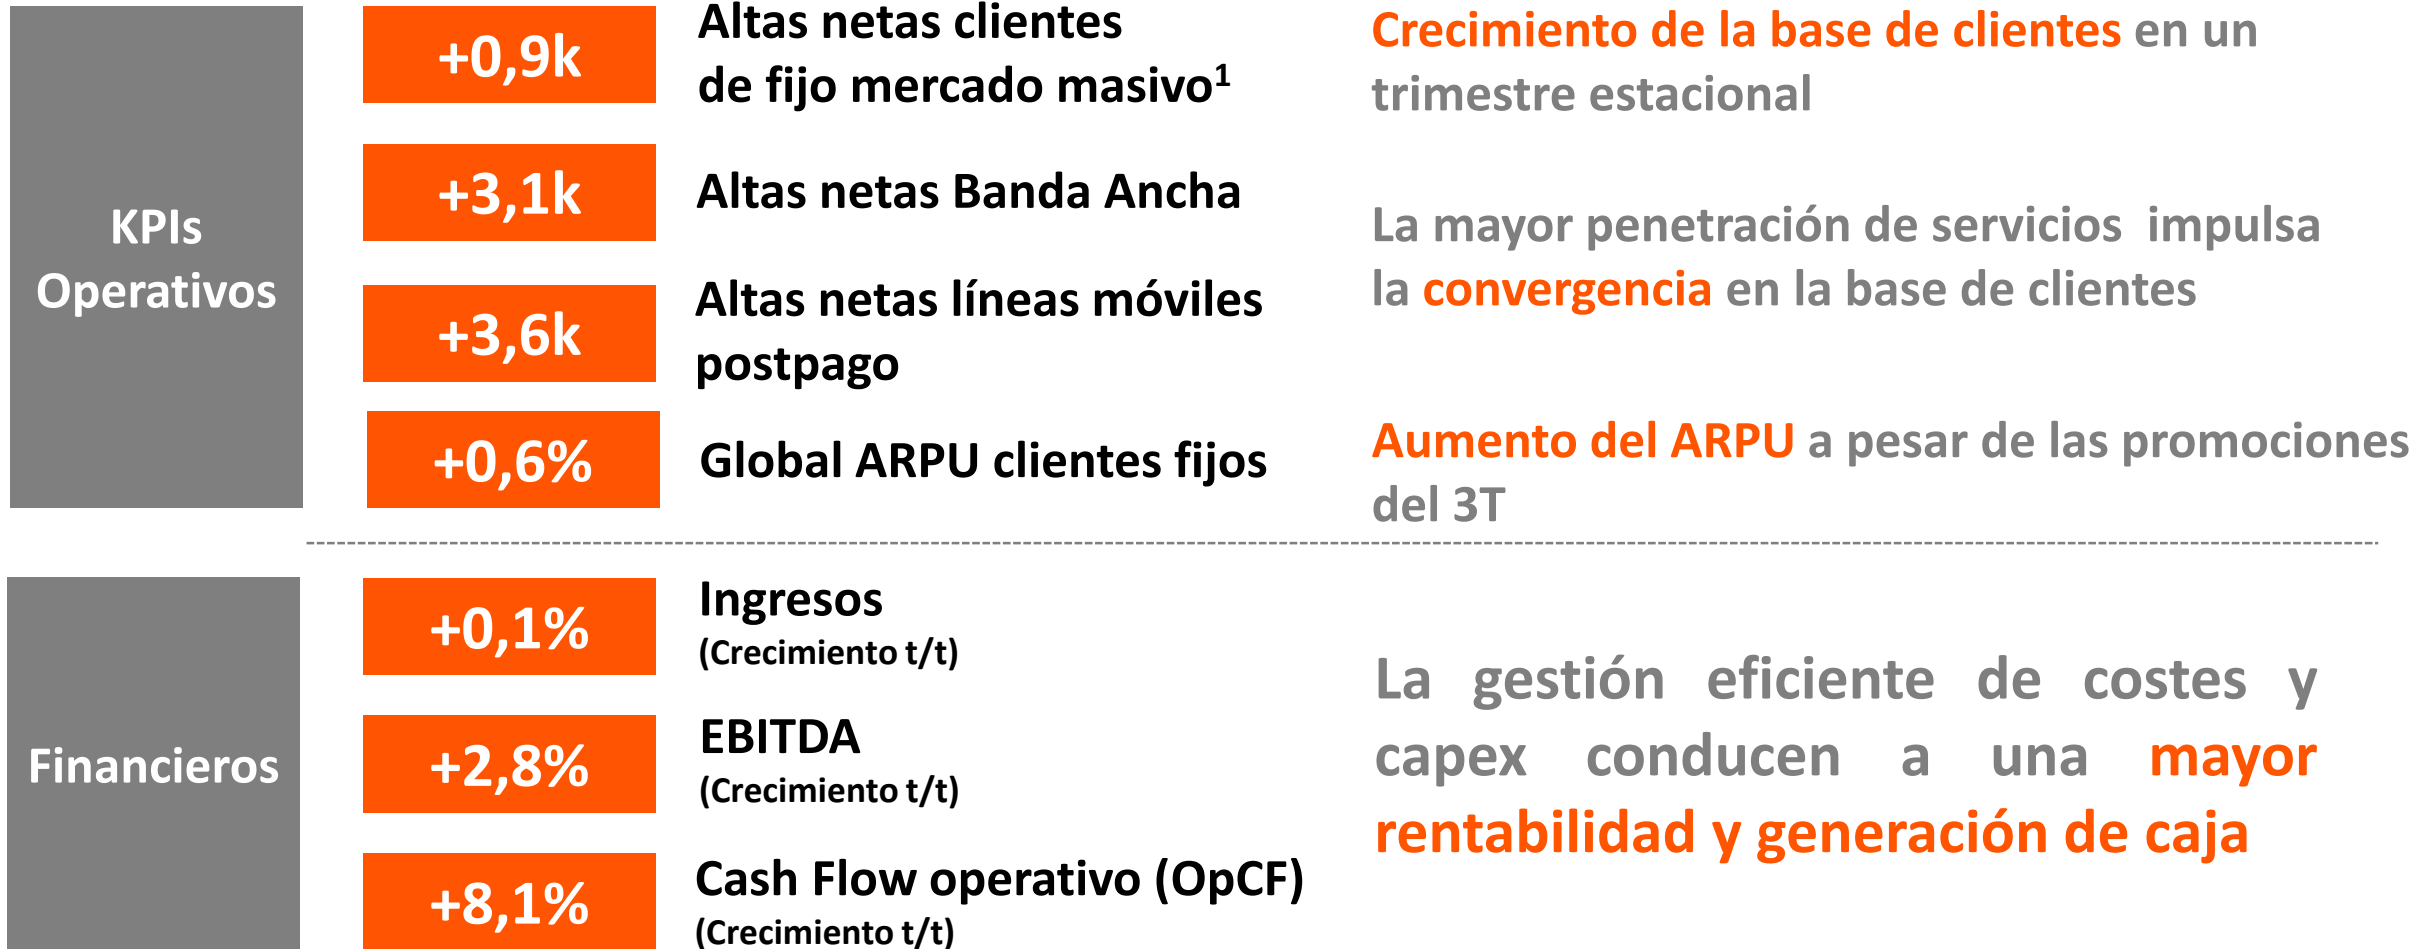 KPIs
Operativos
+0,9k
Altas netas clientes
de fijo mercado masivo¹
Crecimiento de la base de clientes en un
trimestre estacional
+3,1k
Altas netas Banda Ancha
La mayor penetración de servicios impulsa
la convergencia en la base de clientes
+3,6k
Altas netas líneas móviles
postpago
+0,6%
Global ARPU clientes fijos
Aumento del ARPU a pesar de las promociones
del 3T
Financieros
+0,1%
Ingresos
(Crecimiento t/t)
+2,8%
EBITDA
(Crecimiento t/t)
+8,1%
Cash Flow operativo (OpCF)
(Crecimiento t/t)
La gestión eficiente de costes y
capex conducen a una mayor
rentabilidad y generación de caja